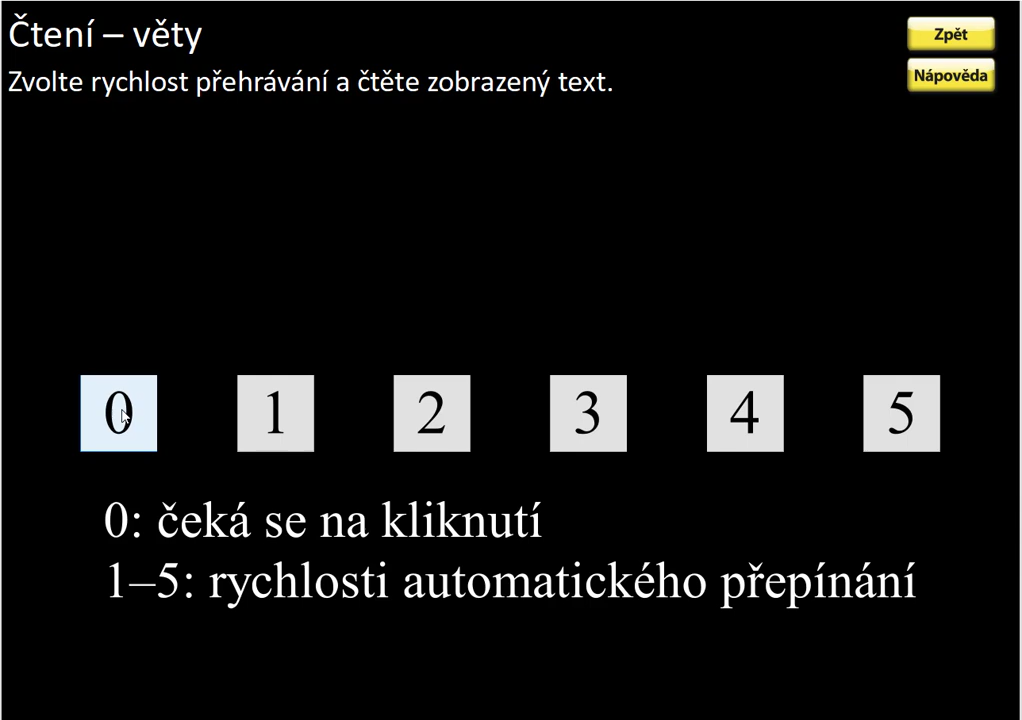 Čtení – věty
Zpět
Zvolte rychlost přehrávání a čtěte zobrazený text.
Nápověda
0 1 2 3 4 5
0: čeká se na kliknutí
1–5: rychlosti automatického přepínání